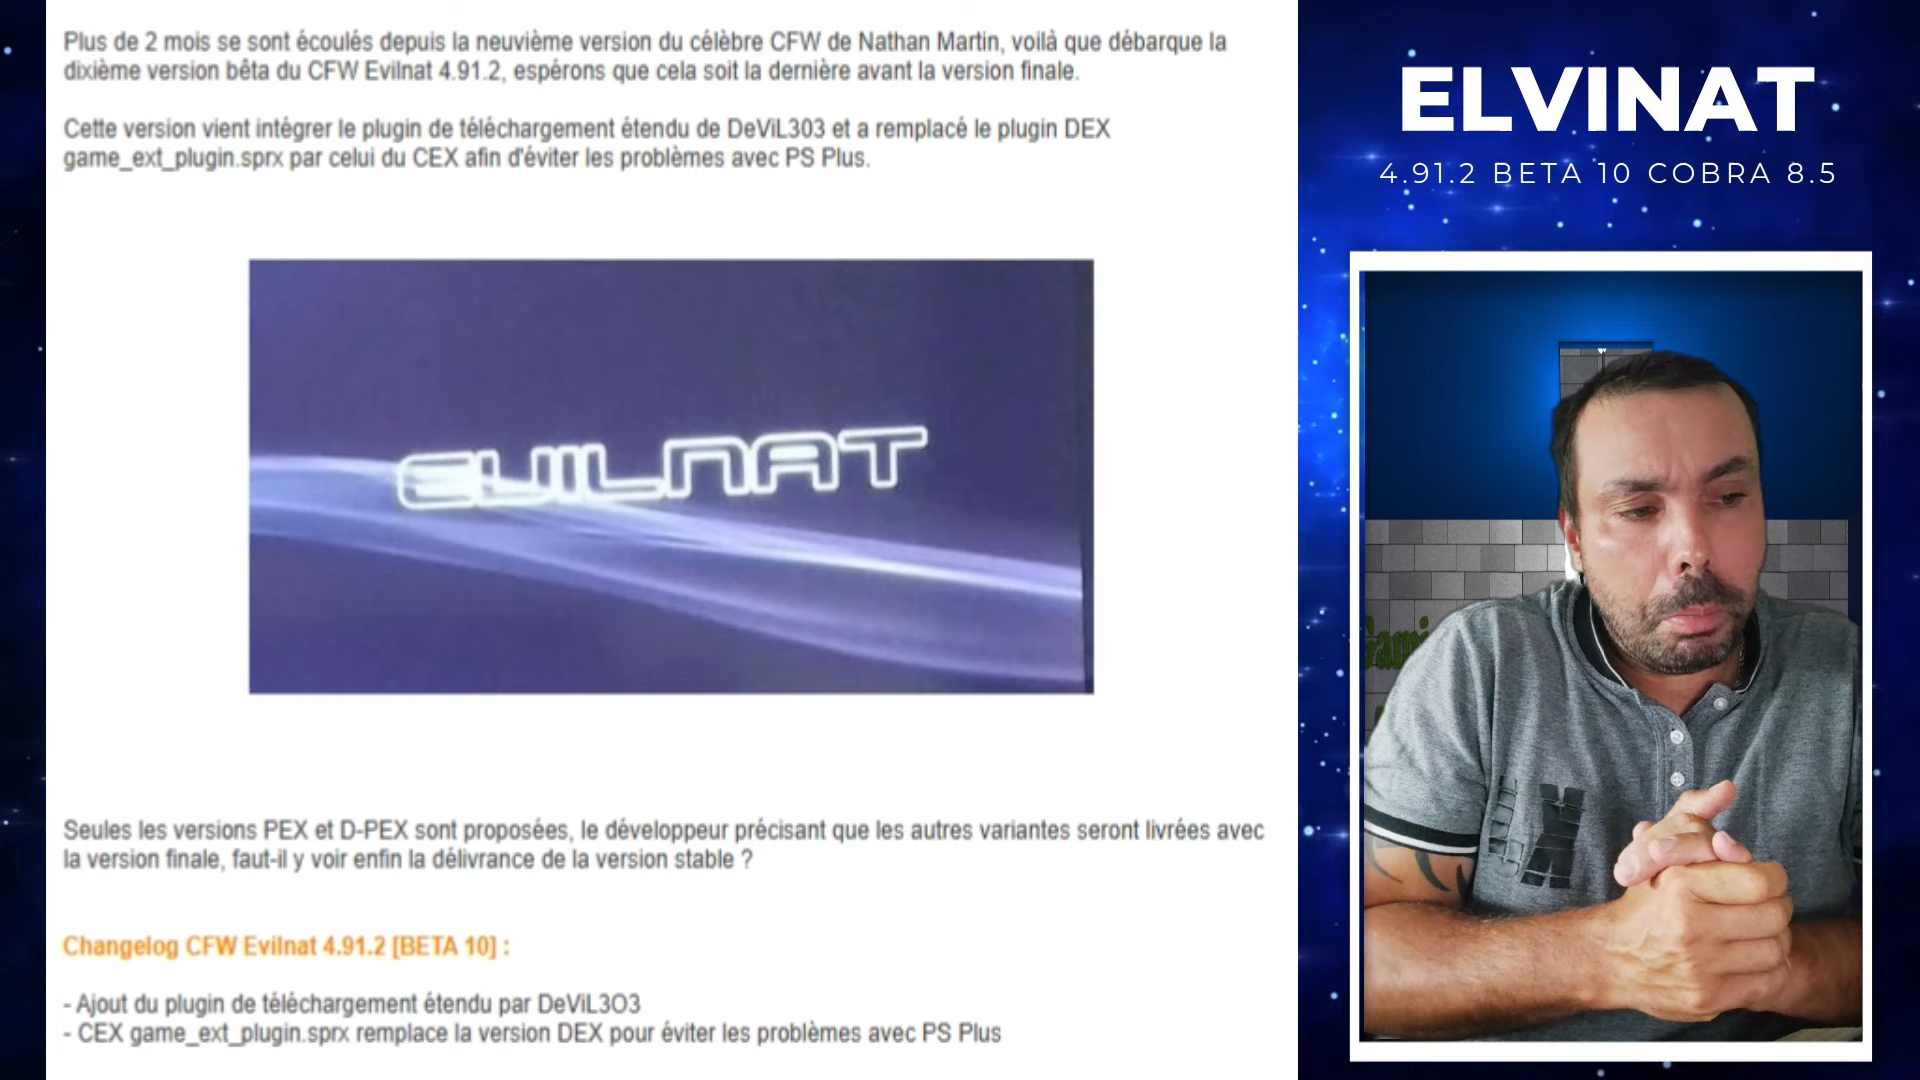 Plus de 2 mois se sont écoulés depuis la neuvième version du célèbre CFW de Nathan Martin, voilà que débarque la
dixième version bêta du CFW Evilnat 4.91.2, espérons que cela soit la dernière avant la version finale.
Cette version vient intégrer le plugin de téléchargement étendu de DeViL303 et a remplacé le plugin DEX
game_ext_plugin.sprx par celui du CEX afin d'éviter les problèmes avec PS Plus.
EVILNAT
Seules les versions PEX et D-PEX sont proposées, le développeur précisant que les autres variantes seront livrées avec
la version finale, faut-il y voir enfin la délivrance de la version stable ?
Changelog CFW Evilnat 4.91.2 [BETA 10] :
- Ajout du plugin de téléchargement étendu par DeViL3O3
- CEX game_ext_plugin.sprx remplace la version DEX pour éviter les problèmes avec PS Plus
ELVINAT
4.91.2 BETA 10 COBRA 8.5